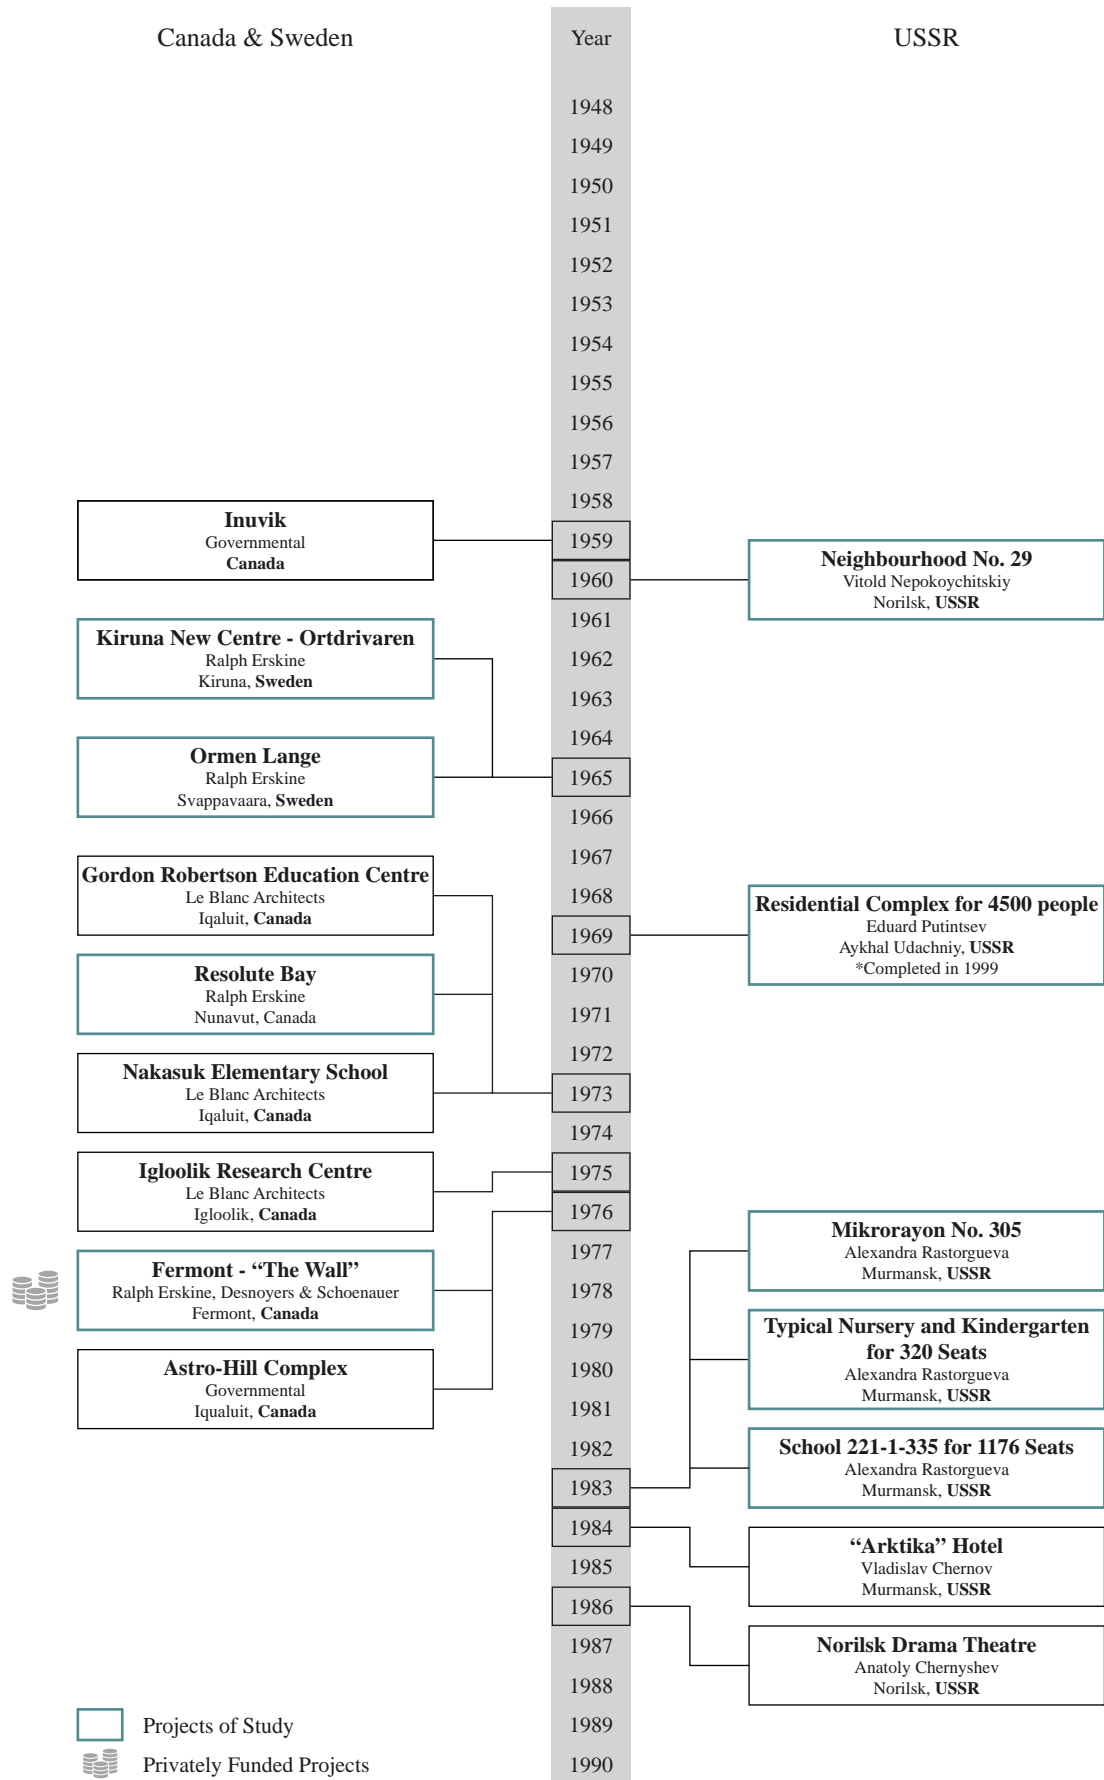 Canada & Sweden
Year
USSR
1948
1949
1950
1951
1952
1953
1954
1955
1956
1957
1958
1959
1960
1961
1962
1963
1964
1965
1966
1967
1968
1969
1970
1971
1972
1973
1974
1975
1976
1977
1978
1979
1980
1981
1982
1983
1984
1985
1986
1987
1988
1989
1990
Inuvik
Governmental
Canada
Kiruna New Centre - Ortdrivaren
Ralph Erskine
Kiruna, Sweden
Ormen Lange
Ralph Erskine
Svappavaara, Sweden
Gordon Robertson Education Centre
Le Blanc Architects
Iqaluit, Canada
Resolute Bay
Ralph Erskine
Nunavut, Canada
Nakasuk Elementary School
Le Blanc Architects
Iqaluit, Canada
Igloolik Research Centre
Le Blanc Architects
Igloolik, Canada
Fermont - “The Wall”
Ralph Erskine, Desnoyers & Schoenauer
Fermont, Canada
Astro-Hill Complex
Governmental
Iqualuit, Canada
Neighbourhood No. 29
Vitold Nepokoychitskiy
Norilsk, USSR
Residential Complex for 4500 people
Eduard Putintsev
Aykhal Udachniy, USSR
*Completed in 1999
Mikrorayon No. 305
Alexandra Rastorgueva
Murmansk, USSR
Typical Nursery and Kindergarten
for 320 Seats
Alexandra Rastorgueva
Murmansk, USSR
School 221-1-335 for 1176 Seats
Alexandra Rastorgueva
Murmansk, USSR
“Arktika” Hotel
Vladislav Chernov
Murmansk, USSR
Norilsk Drama Theatre
Anatoly Chernyshev
Norilsk, USSR
Projects of Study
Privately Funded Projects